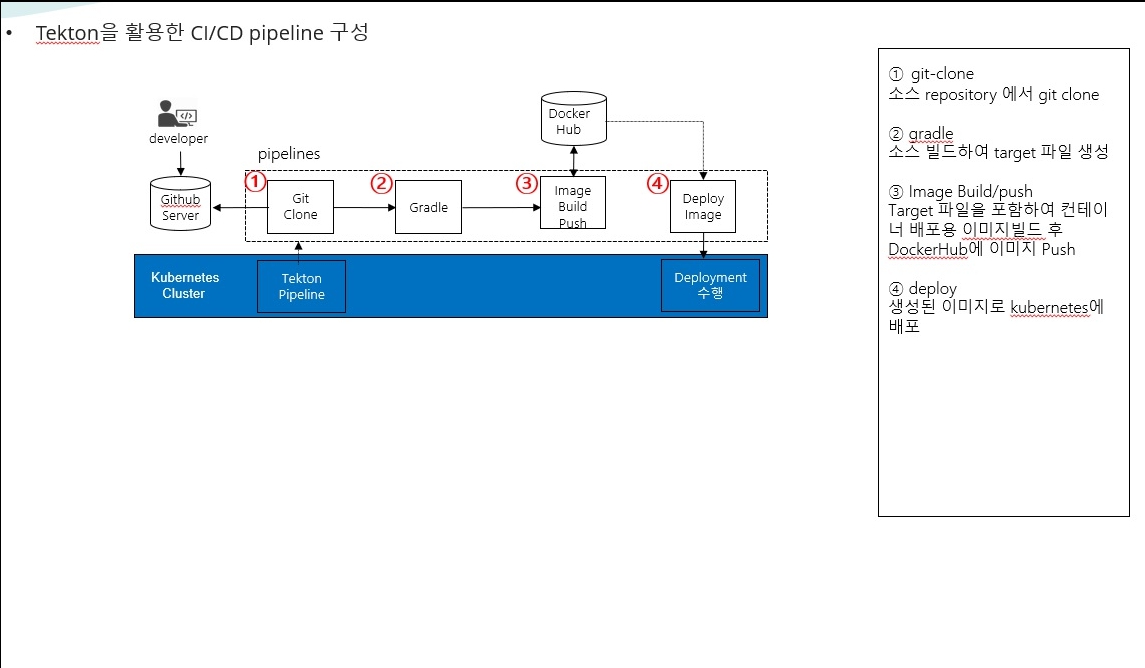 • Tekton을 활용한 CI/CD pipeline 구성
developer
Github
Server
pipelines
①
Git
Clone
②
Gradle
③
Image
Build
Push
Docker
Hub
④
Deploy
Image
Kubernetes
Cluster
Tekton
Pipeline
Deployment
수행
① git-clone
소스 repository 에서 git clone
② gradle
소스 빌드하여 target 파일 생성
③ Image Build/push
Target 파일을 포함하여 컨테이
너 배포용 이미지빌드 후
DockerHub에 이미지 Push
④ deploy
생성된 이미지로 kubernetes에
배포